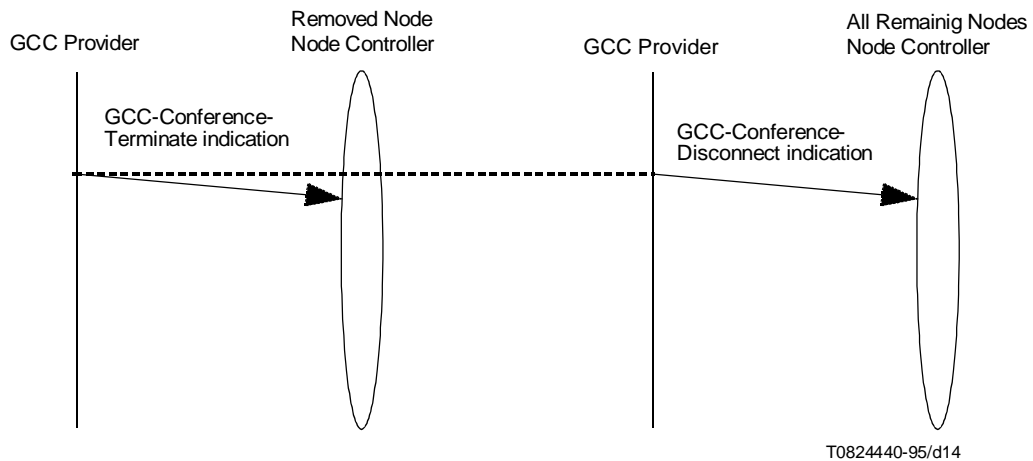 Removed Node
Node Controller
GCC Provider
All Remainig Nodes
Node Controller
GCC Provider
GCC-Conference-
Terminate indication
GCC-Conference-
Disconnect indication
T0824440-95/d14